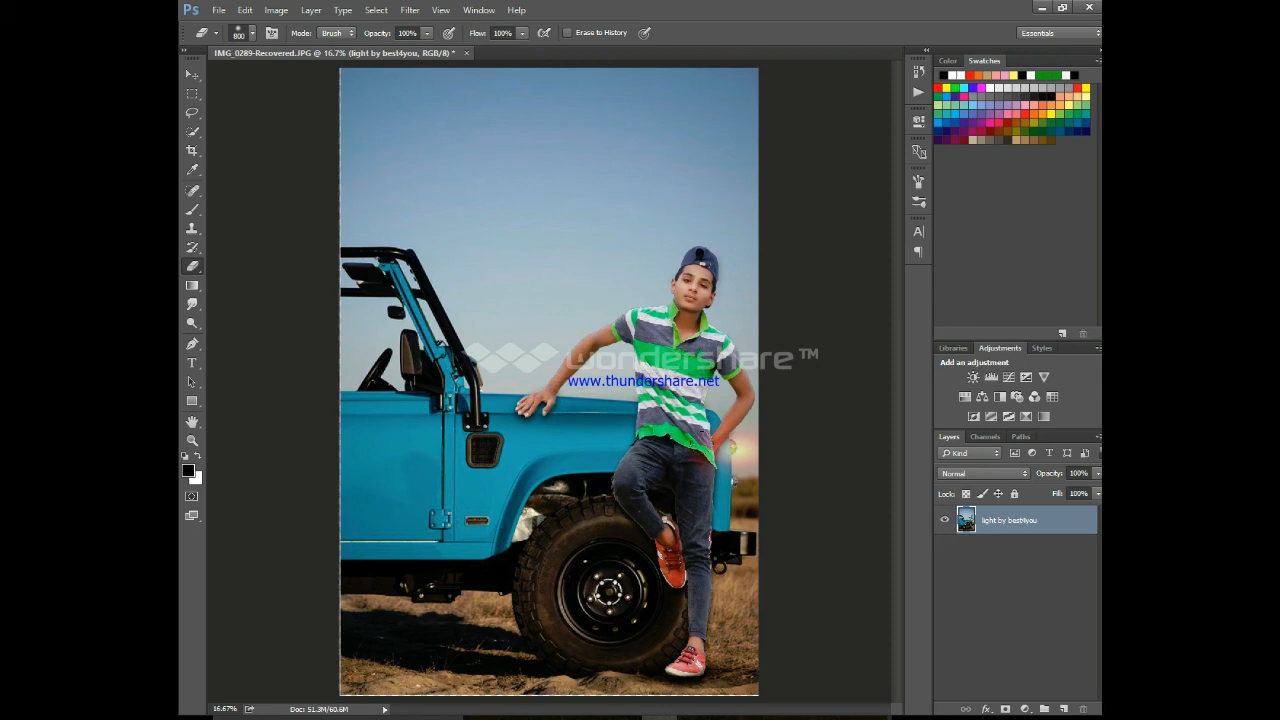 Ps File Edit Image Layer Type Select Filter View Window Help
800 Mode: Brush Opacity: 100% Flow: 100% Erase to History Essentials
IMG_0289-Recovered.JPG @ 16.7% (light by best4you, RGB/8) * ×
Color Swatches
wondershare™
www.thundershare.net
Libraries Adjustments Styles
Add an adjustment
Layers Channels Paths
Kind
Normal Opacity: 100%
Lock: Fill: 100%
light by best4you
16.67% Doc: 51.3M/60.6M